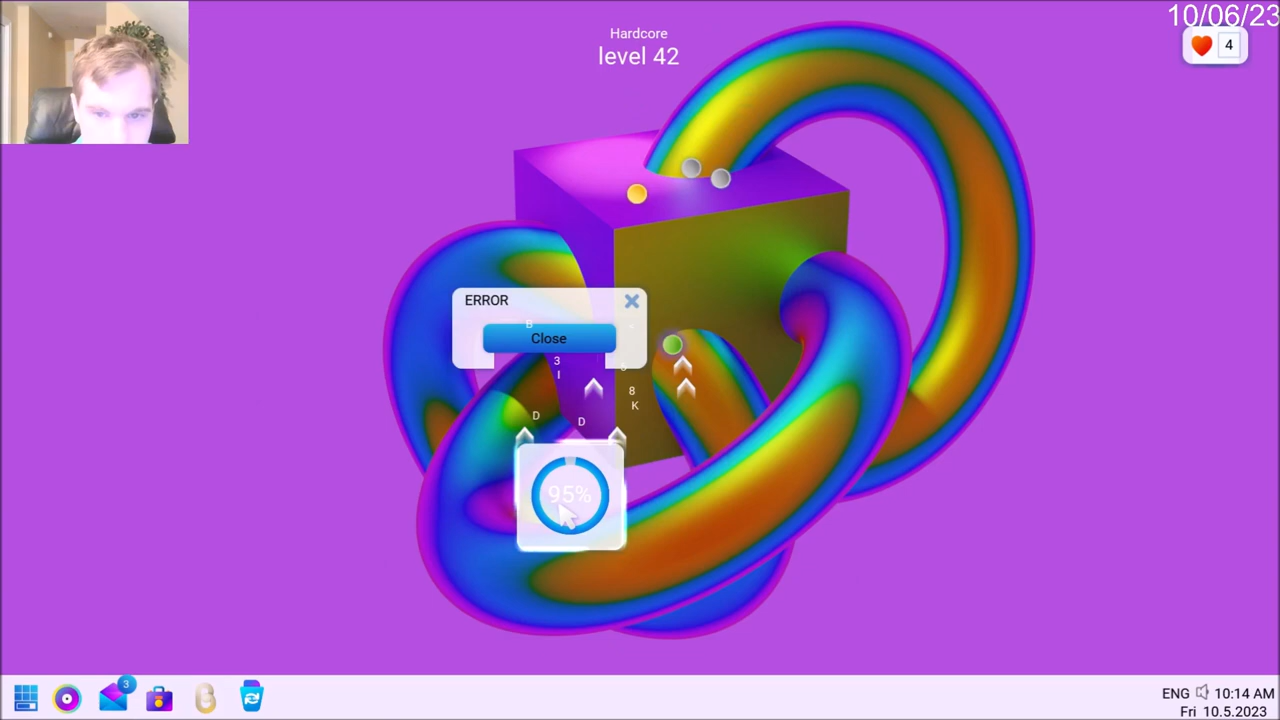 10/06/23
Hardcore
level 42
4
ERROR
B
Close
3
I
8
K
D
D
95%
3
ENG 10:14 AM
Fri 10.5.2023